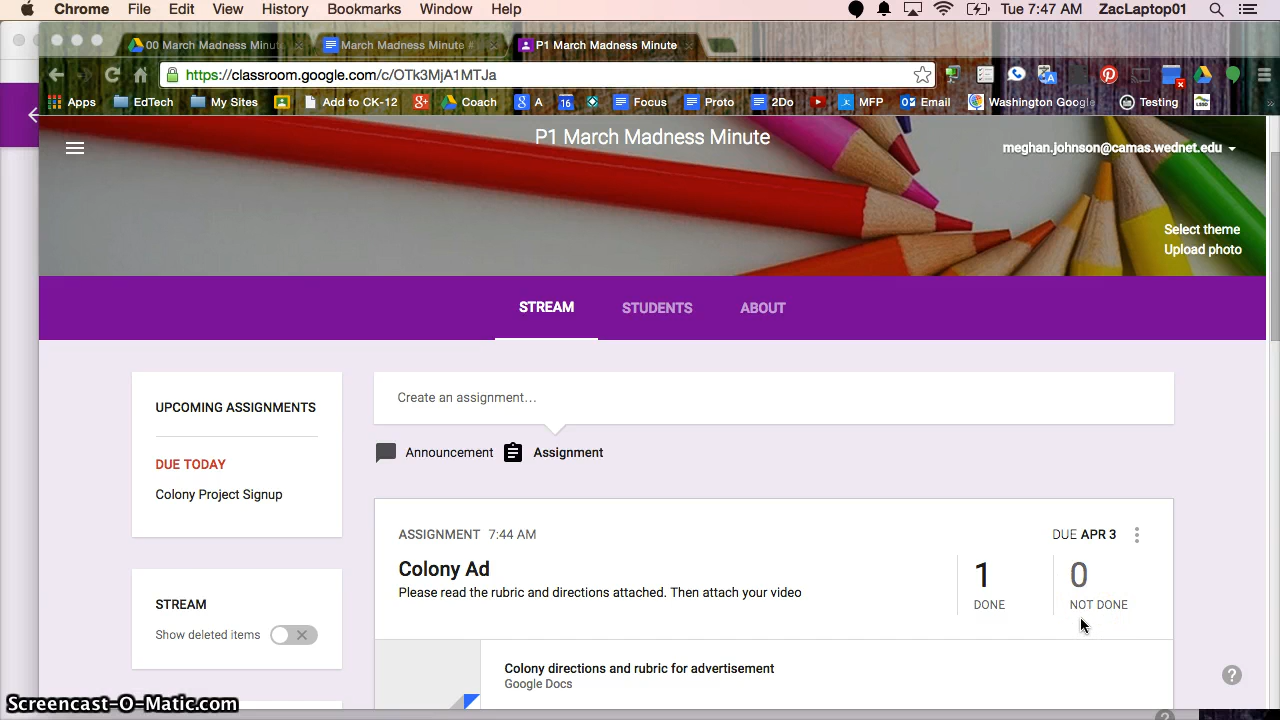 Chrome File Edit View History Bookmarks Window Help Tue 7:47 AM ZacLaptop01
00 March Madness Minut March Madness Minute # P1 March Madness Minute
https://classroom.google.com/c/OTk3MjA1MTJa
Apps EdTech My Sites Add to CK-12 Coach A 16 Focus Proto 2Do MFP Email Washington Google Testing
P1 March Madness Minute
meghan.johnson@camas.wednet.edu
Select theme
Upload photo
STREAM STUDENTS ABOUT
UPCOMING ASSIGNMENTS
DUE TODAY
Colony Project Signup
STREAM
Show deleted items
Create an assignment...
Announcement Assignment
ASSIGNMENT 7:44 AM DUE APR 3
Colony Ad
Please read the rubric and directions attached. Then attach your video
1 0
DONE NOT DONE
Colony directions and rubric for advertisement
Google Docs
Screencast-O-Matic.com